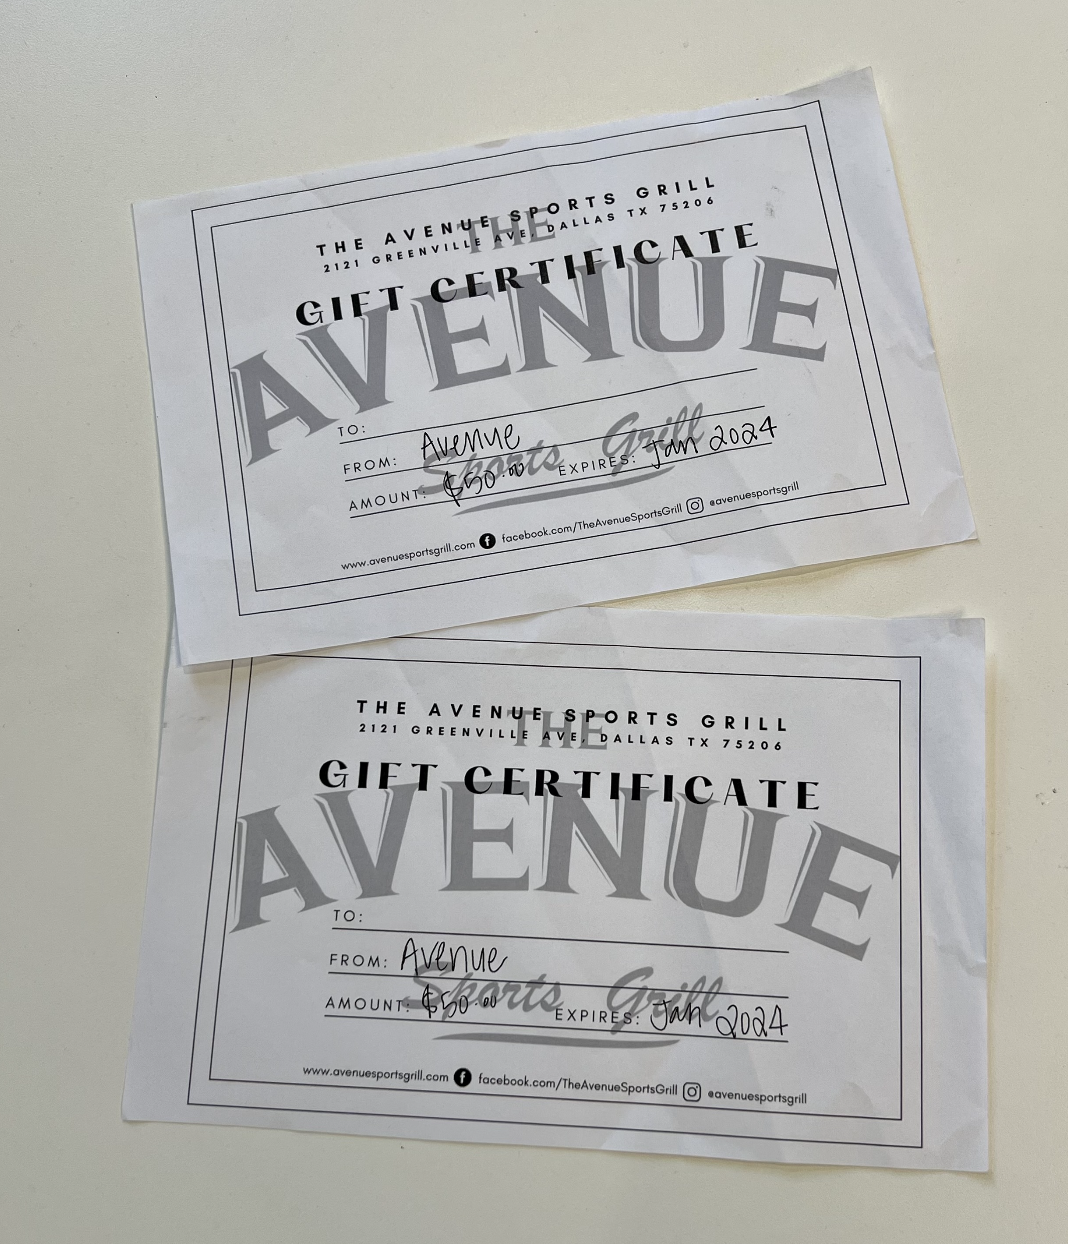 THE AVENUE SPORTS GRILL
2121 GREENVILLE AVE, DALLAS TX 75206
THE
GIFT CERTIFICATE
AVENUE
TO:
FROM: Avenue
Sports Grill
AMOUNT: $50.00 EXPIRES: Jan 2024
www.avenuesportsgrill.com facebook.com/TheAvenueSportsGrill @avenuesportsgrill
THE AVENUE SPORTS GRILL
2121 GREENVILLE AVE, DALLAS TX 75206
THE
GIFT CERTIFICATE
AVENUE
TO:
FROM: Avenue
Sports Grill
AMOUNT: $50.00 EXPIRES: Jan 2024
www.avenuesportsgrill.com facebook.com/TheAvenueSportsGrill @avenuesportsgrill